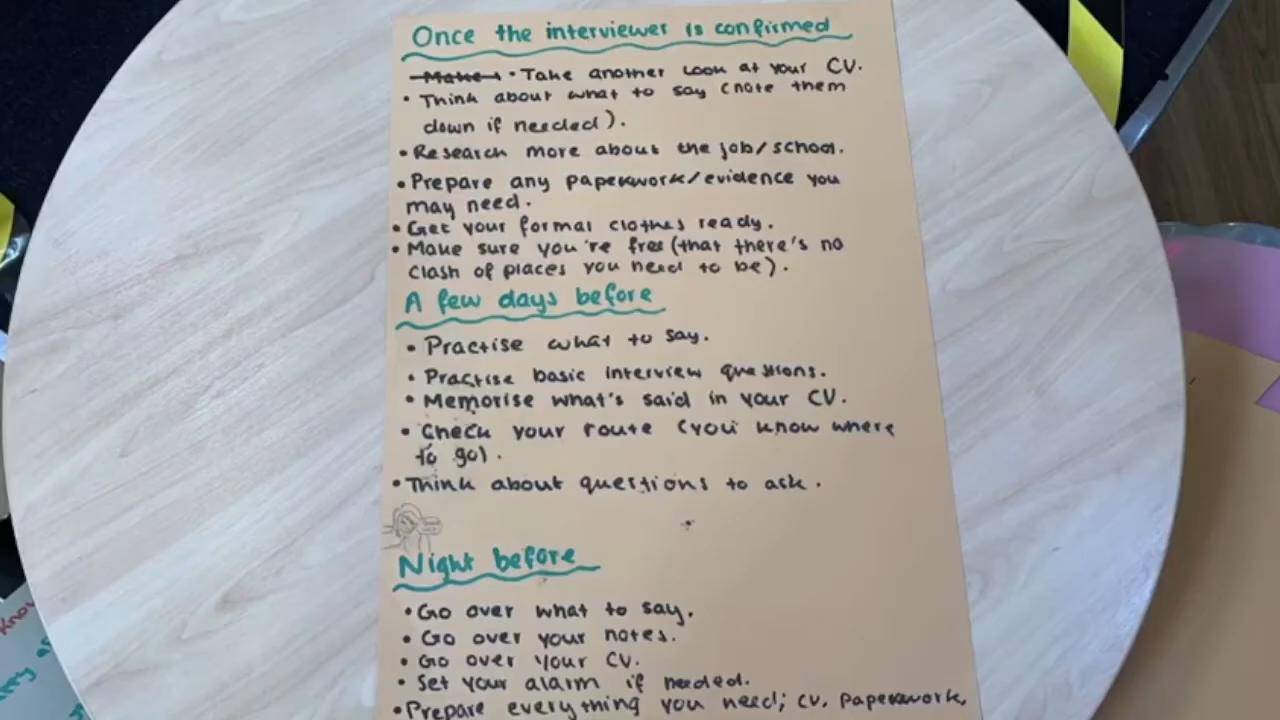 Once the interviewer is confirmed
Make • Take another look at your CV.
• Think about what to say (note them
down if needed).
• Research more about the job/school.
• Prepare any paperwork/evidence you
may need.
• Get your formal clothes ready.
• Make sure you're free (that there's no
clash of places you need to be).
A few days before
• Practise what to say.
• Practise basic interview questions.
• Memorise what's said in your CV.
• Check your route (you know where
to go).
• Think about questions to ask.
Night before
• Go over what to say.
• Go over your notes.
• Go over your CV.
• Set your alarm if needed.
• Prepare everything you need; CV, paperwork,